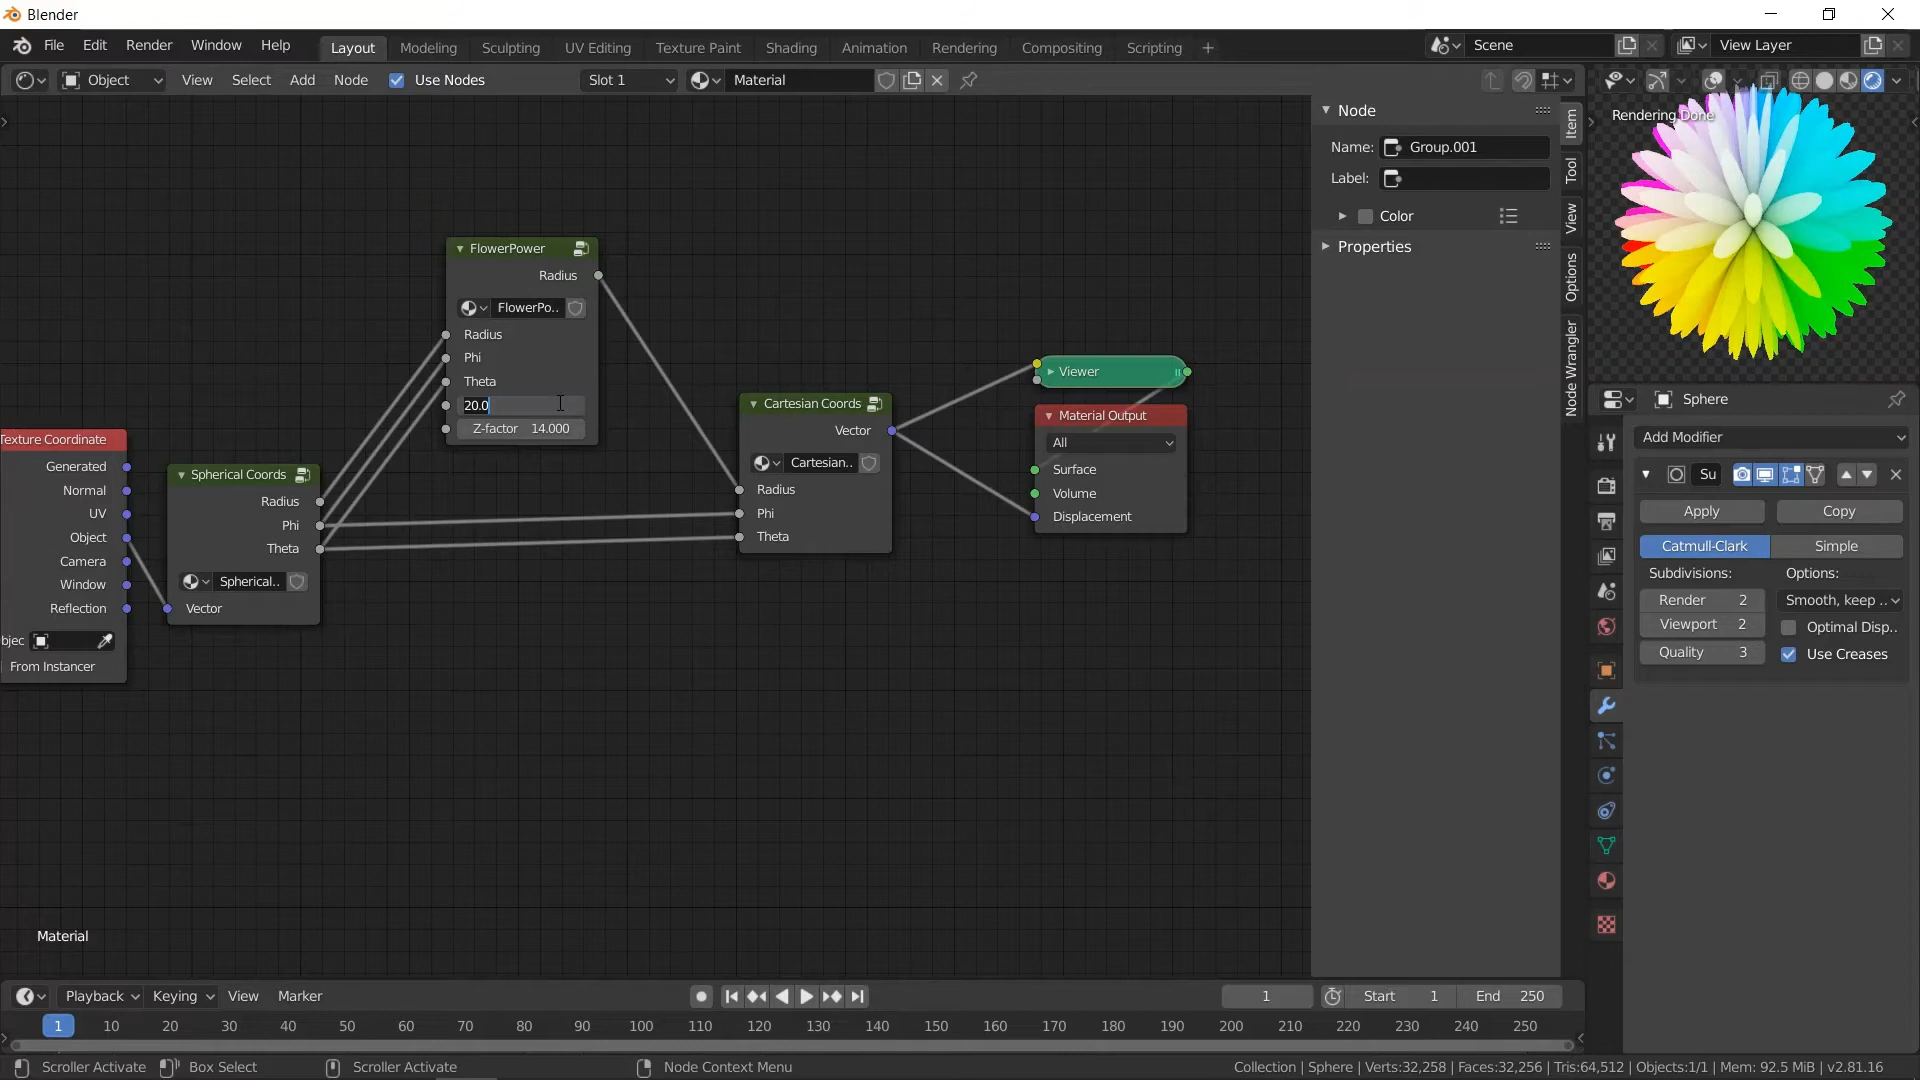 Blender
File Edit Render Window Help Layout Modeling Sculpting UV Editing Texture Paint Shading Animation Rendering Compositing Scripting + Scene View Layer
Object View Select Add Node Use Nodes Slot 1 Material
Rendering Done
Node
Name: Group.001
Label:
Color
Properties
Item
Tool
View
Options
Node Wrangler
FlowerPower
Radius
FlowerPo..
Radius
Phi
Theta
20.0
Z-factor 14.000
Texture Coordinate
Generated
Normal
UV
Object
Camera
Window
Reflection
bjec
From Instancer
Spherical Coords
Radius
Phi
Theta
Spherical..
Vector
Cartesian Coords
Vector
Cartesian..
Radius
Phi
Theta
Viewer
Material Output
All
Surface
Volume
Displacement
Material
Sphere
Add Modifier
Su
Apply Copy
Catmull-Clark Simple
Subdivisions: Options:
Render 2 Smooth, keep ..
Viewport 2 Optimal Disp..
Quality 3 Use Creases
Playback Keying View Marker 1 Start 1 End 250
1 10 20 30 40 50 60 70 80 90 100 110 120 130 140 150 160 170 180 190 200 210 220 230 240 250
Scroller Activate Box Select Scroller Activate Node Context Menu Collection | Sphere | Verts:32,258 | Faces:32,256 | Tris:64,512 | Objects:1/1 | Mem: 92.5 MiB | v2.81.16